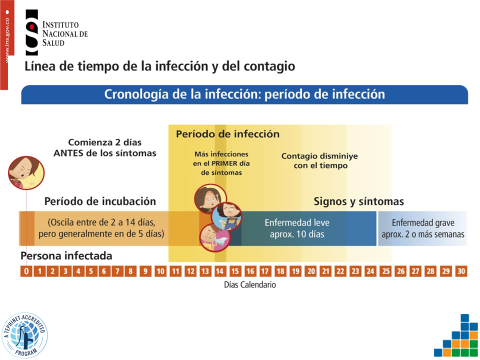 www.ins.gov.co
INSTITUTO
NACIONAL DE
SALUD
Línea de tiempo de la infección y del contagio
Cronología de la infección: período de infección
Período de infección
Comienza 2 días
ANTES de los síntomas
Más infecciones
en el PRIMER día
de síntomas
Contagio disminiye
con el tiempo
Período de incubación
Signos y síntomas
(Oscila entre de 2 a 14 días,
pero generalmente en de 5 días)
Enfermedad leve
aprox. 10 días
Enfermedad grave
aprox. 2 o más semanas
Persona infectada
0 1 2 3 4 5 6 7 8 9 10 11 12 13 14 15 16 17 18 19 20 21 22 23 24 25 26 27 28 29 30
Días Calendario
A TEPHINET-ACCREDITED
PROGRAM